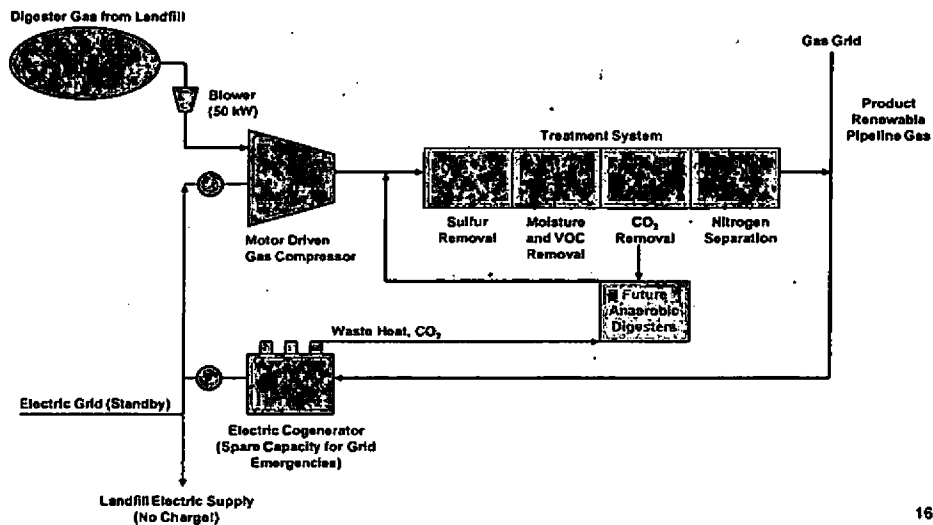 Digester Gas from Landfill
Blower
(50 kW)
Gas Grid
Product
Renewable
Pipeline Gas
Treatment System
Motor Driven
Gas Compressor
Sulfur
Removal
Moisture
and VOC
Removal
CO₂
Removal
Nitrogen
Separation
Future
Anaerobic
Digesters
Waste Heat, CO₂
Electric Grid (Standby)
Electric Cogenerator
(Spare Capacity for Grid
Emergencies)
Landfill Electric Supply
(No Charge!)
16